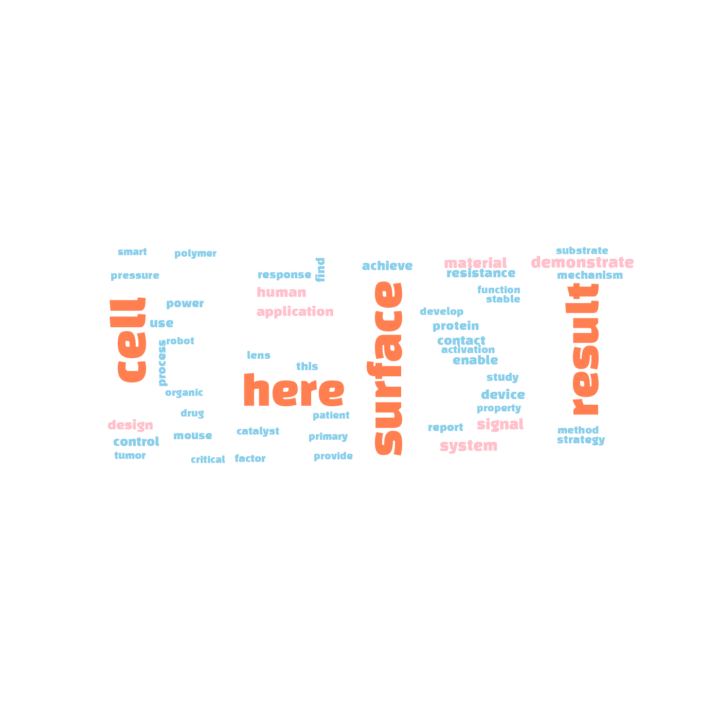 smart
polymer
pressure
cell
power
use
process
robot
organic
drug
design
control
mouse
tumor
critical
find
response
human
application
lens
this
here
patient
catalyst
primary
factor
provide
achieve
surface
material
resistance
function
stable
develop
protein
contact
activation
enable
study
device
property
report
signal
system
substrate
demonstrate
mechanism
result
method
strategy